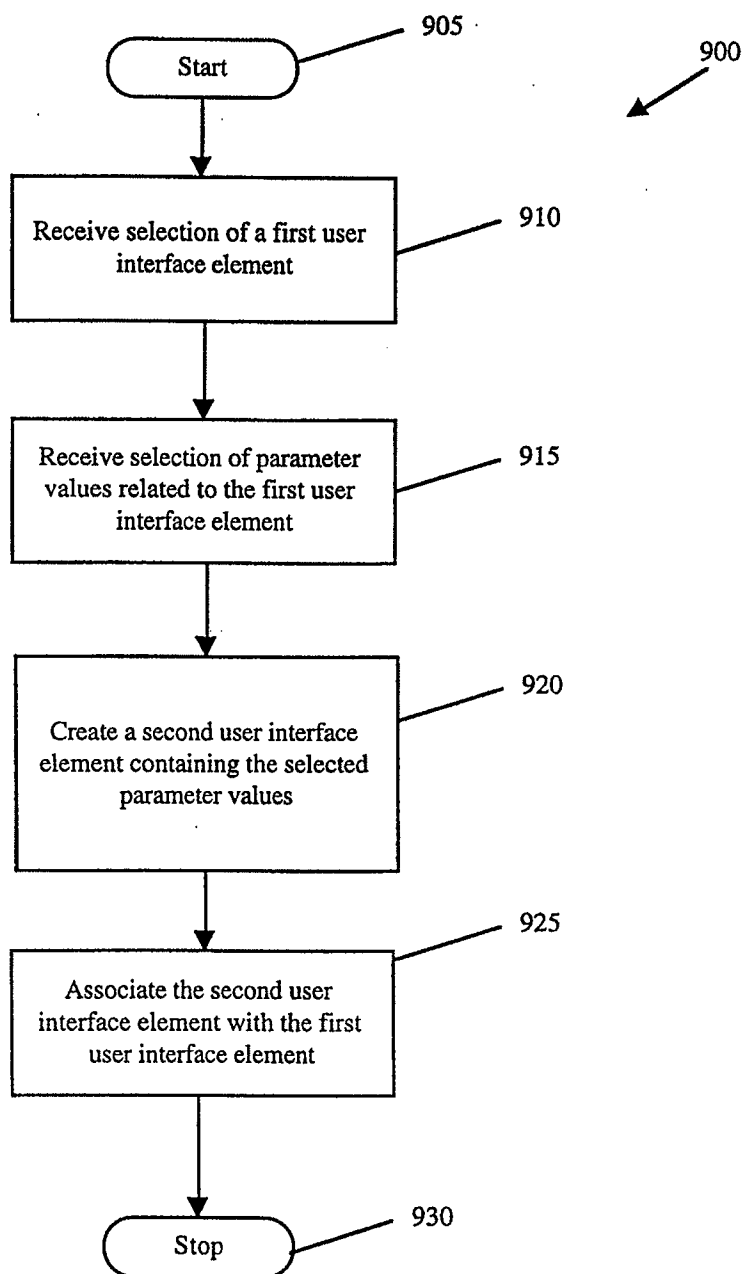 905
Start
900
Receive selection of a first user
interface element
910
Receive selection of parameter
values related to the first user
interface element
915
Create a second user interface
element containing the selected
parameter values
920
Associate the second user
interface element with the first
user interface element
925
Stop
930